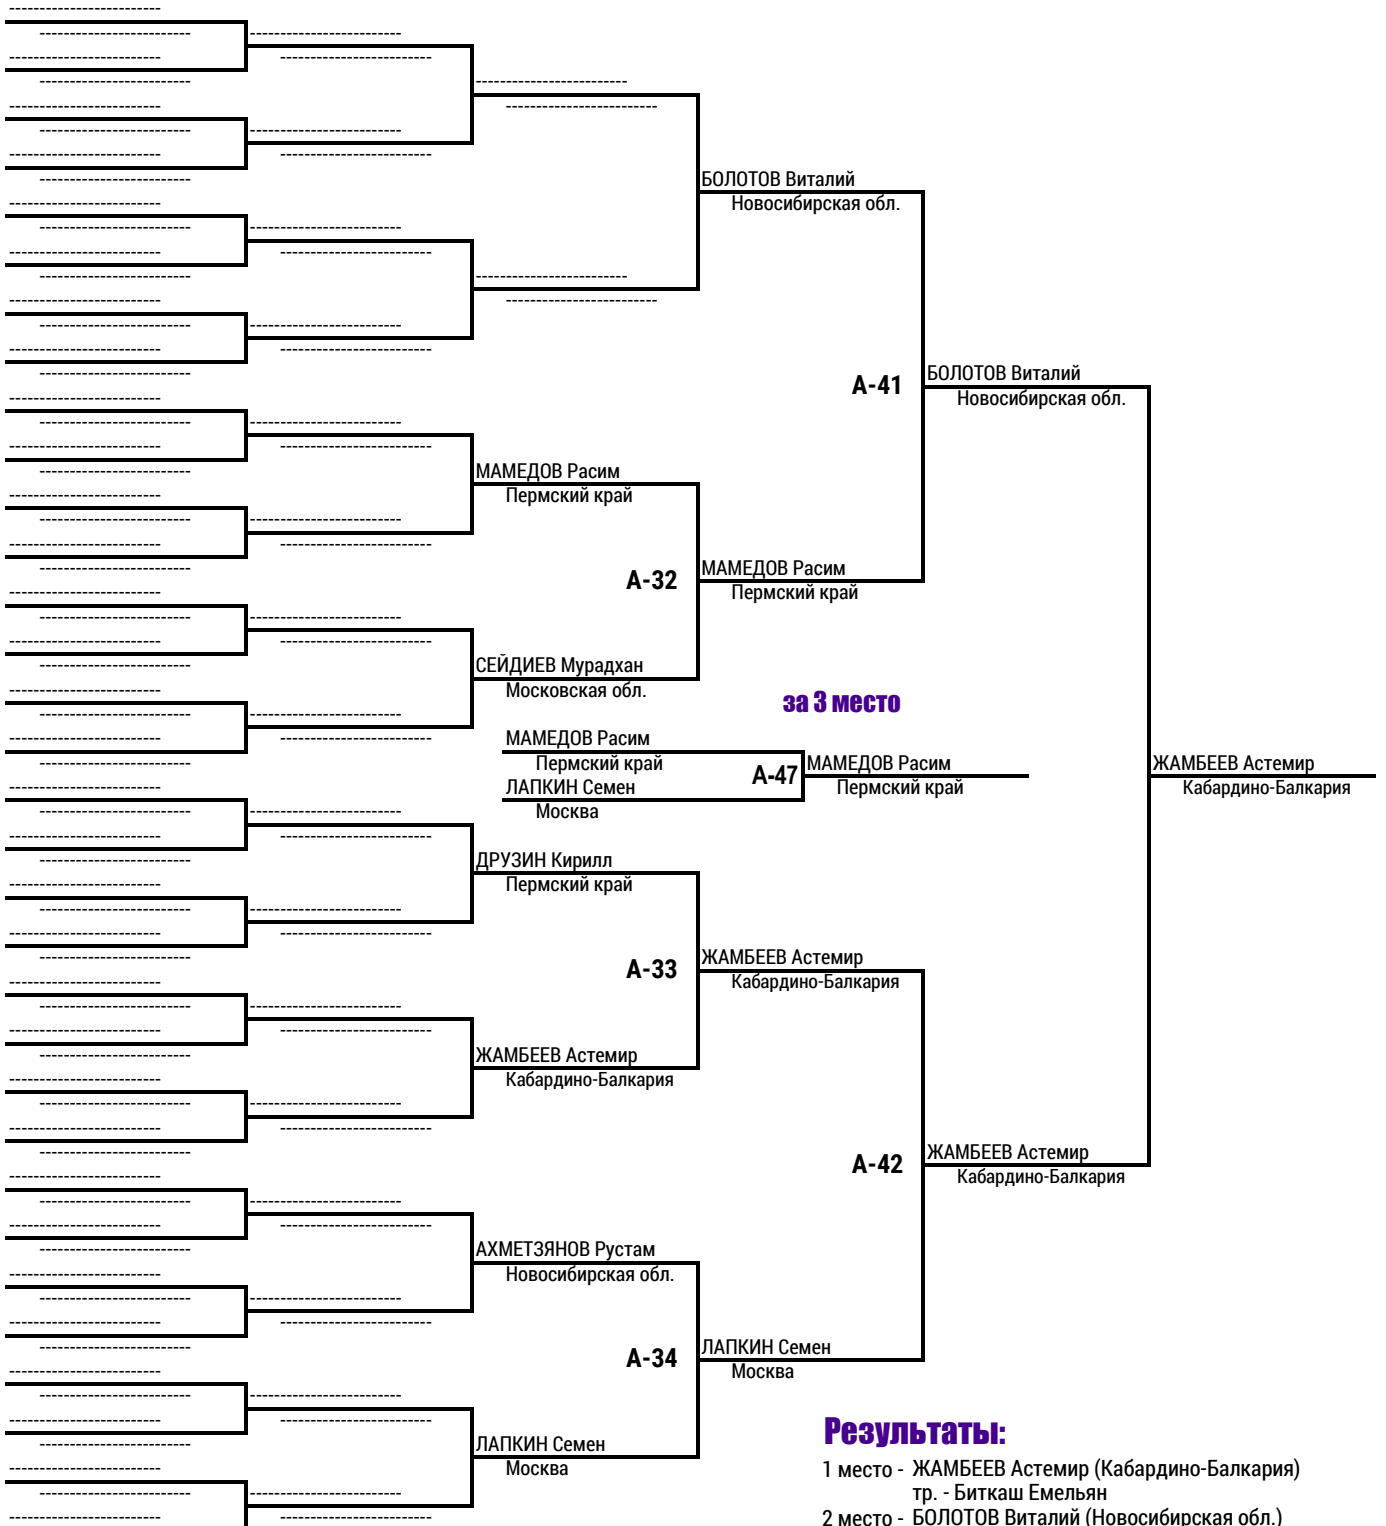 БОЛОТОВ Виталий
Новосибирская обл.
А-41
БОЛОТОВ Виталий
Новосибирская обл.
МАМЕДОВ Расим
Пермский край
А-32
МАМЕДОВ Расим
Пермский край
СЕЙДИЕВ Мурадхан
Московская обл.
за 3 место
МАМЕДОВ Расим
Пермский край
ЛАПКИН Семен
Москва
А-47
МАМЕДОВ Расим
Пермский край
ЖАМБЕЕВ Астемир
Кабардино-Балкария
ДРУЗИН Кирилл
Пермский край
А-33
ЖАМБЕЕВ Астемир
Кабардино-Балкария
ЖАМБЕЕВ Астемир
Кабардино-Балкария
А-42
ЖАМБЕЕВ Астемир
Кабардино-Балкария
АХМЕТЗЯНОВ Рустам
Новосибирская обл.
А-34
ЛАПКИН Семен
Москва
ЛАПКИН Семен
Москва
Результаты:
1 место - ЖАМБЕЕВ Астемир (Кабардино-Балкария)
тр. - Биткаш Емельян
2 место - БОЛОТОВ Виталий (Новосибирская обл.)